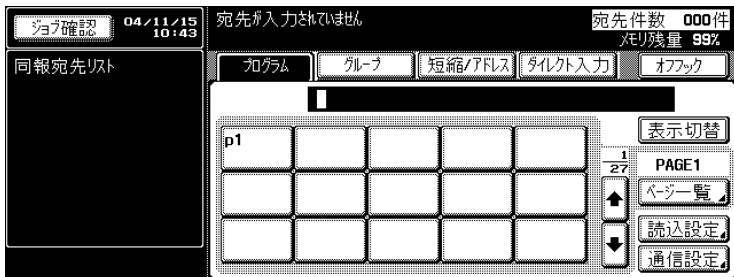 ジョブ確認
04/11/15
10:43
宛先が入力されていません
宛先件数 000件
メモリ残量 99%
同報宛先リスト
プログラム
グループ
短縮/アドレス
ダイレクト入力
オフフック
表示切替
p1
1
27
PAGE1
ページ一覧
読込設定
通信設定